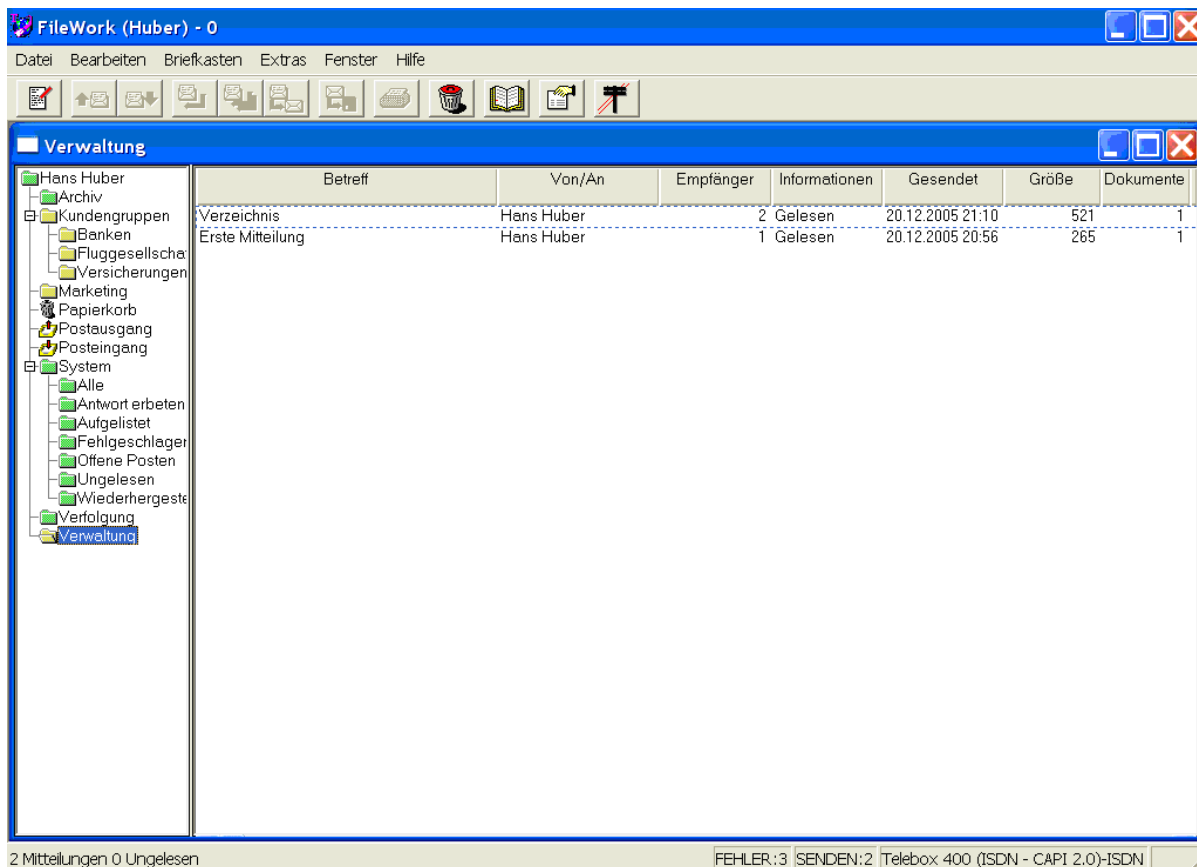 FileWork (Huber) - 0
Datei Bearbeiten Briefkasten Extras Fenster Hilfe
Verwaltung
Hans Huber
Archiv
Kundengruppen
Banken
Fluggesellscha
Versicherungen
Marketing
Papierkorb
Postausgang
Posteingang
System
Alle
Antwort erbeten
Aufgelistet
Fehlgeschlagen
Offene Posten
Ungelesen
Wiederherges­te
Verfolgung
Verwaltung
Betreff Von/An Empfänger Informationen Gesendet Größe Dokumente
Verzeichnis Hans Huber 2 Gelesen 20.12.2005 21:10 521 1
Erste Mitteilung Hans Huber 1 Gelesen 20.12.2005 20:56 265 1
2 Mitteilungen 0 Ungelesen FEHLER:3 SENDEN:2 Telebox 400 (ISDN - CAPI 2.0)-ISDN